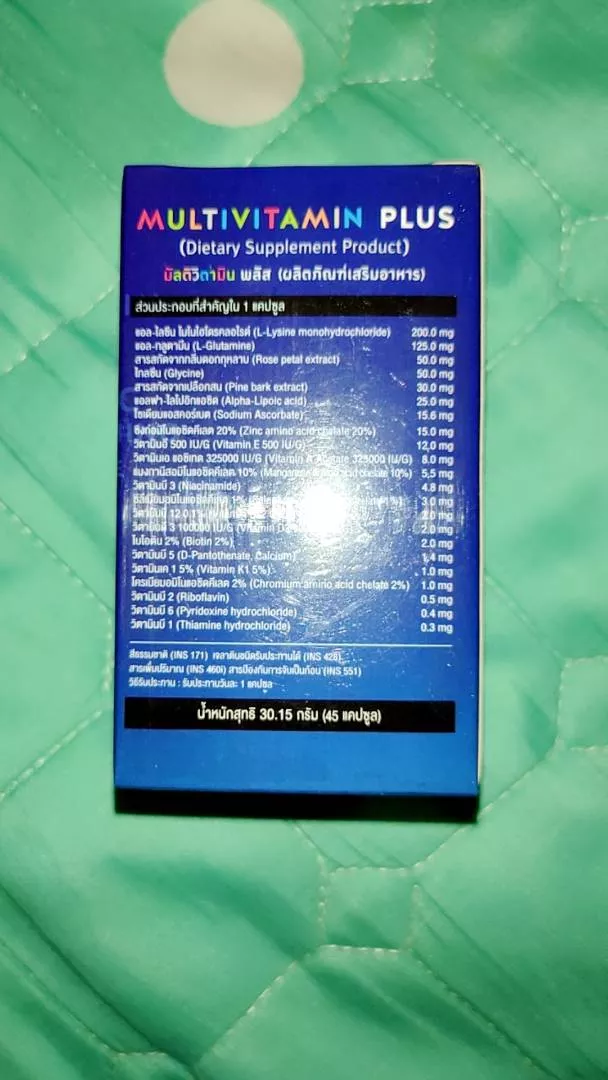 MULTIVITAMIN PLUS
(Dietary Supplement Product)
มัลติวิตามิน พลัส (ผลิตภัณฑ์เสริมอาหาร)
ส่วนประกอบที่สำคัญใน 1 แคปซูล
แอล-ไลซีน โมโนไฮโดรคลอไรด์ (L-Lysine monohydrochloride) 200.0 mg
แอล-กลูตามีน (L-Glutamine) 125.0 mg
สารสกัดจากกลีบดอกกุหลาบ (Rose petal extract) 50.0 mg
ไกลซีน (Glycine) 50.0 mg
สารสกัดจากเปลือกสน (Pine bark extract) 30.0 mg
แอลฟา-ไลโปอิกแอซิด (Alpha-Lipoic acid) 25.0 mg
โซเดียมแอสคอร์เบต (Sodium Ascorbate) 15.6 mg
ซิงก์อะมิโนแอซิดคีเลต 20% (Zinc amino acid chelate 20%) 15.0 mg
วิตามินอี 500 IU/G (Vitamin E 500 IU/G) 12.0 mg
วิตามินเอ แอซิเทต 325000 IU/G (Vitamin A Acetate 325000 IU/G) 8.0 mg
แมงกานีสอมิโนแอซิดคีเลต 10% (Manganese amino acid chelate 10%) 5.5 mg
วิตามินบี 3 (Niacinamide) 4.8 mg
ซีลีเนียมอมิโนแอซิดคีเลต 1% 3.0 mg
วิตามินบี 12 0.1% 2.0 mg
วิตามินดี 3 100000 IU/G (Vitamin 2.0 mg
ไบโอติน 2% (Biotin 2%) 2.0 mg
วิตามินบี 5 (D-Pantothenate, Calcium) 1.4 mg
วิตามินเค 1 5% (Vitamin K1 5%) 1.0 mg
โครเมียมอมิโนแอซิดคีเลต 2% (Chromium amino acid chelate 2%) 1.0 mg
วิตามินบี 2 (Riboflavin) 0.5 mg
วิตามินบี 6 (Pyridoxine hydrochloride) 0.4 mg
วิตามินบี 1 (Thiamine hydrochloride) 0.3 mg
สีธรรมชาติ (INS 171) เจลาตินชนิดรับประทานได้ (INS 428)
สารเพิ่มปริมาณ (INS 460i) สารป้องกันการจับเป็นก้อน (INS 551)
วิธีรับประทาน : รับประทานวันละ 1 แคปซูล
น้ำหนักสุทธิ 30.15 กรัม (45 แคปซูล)